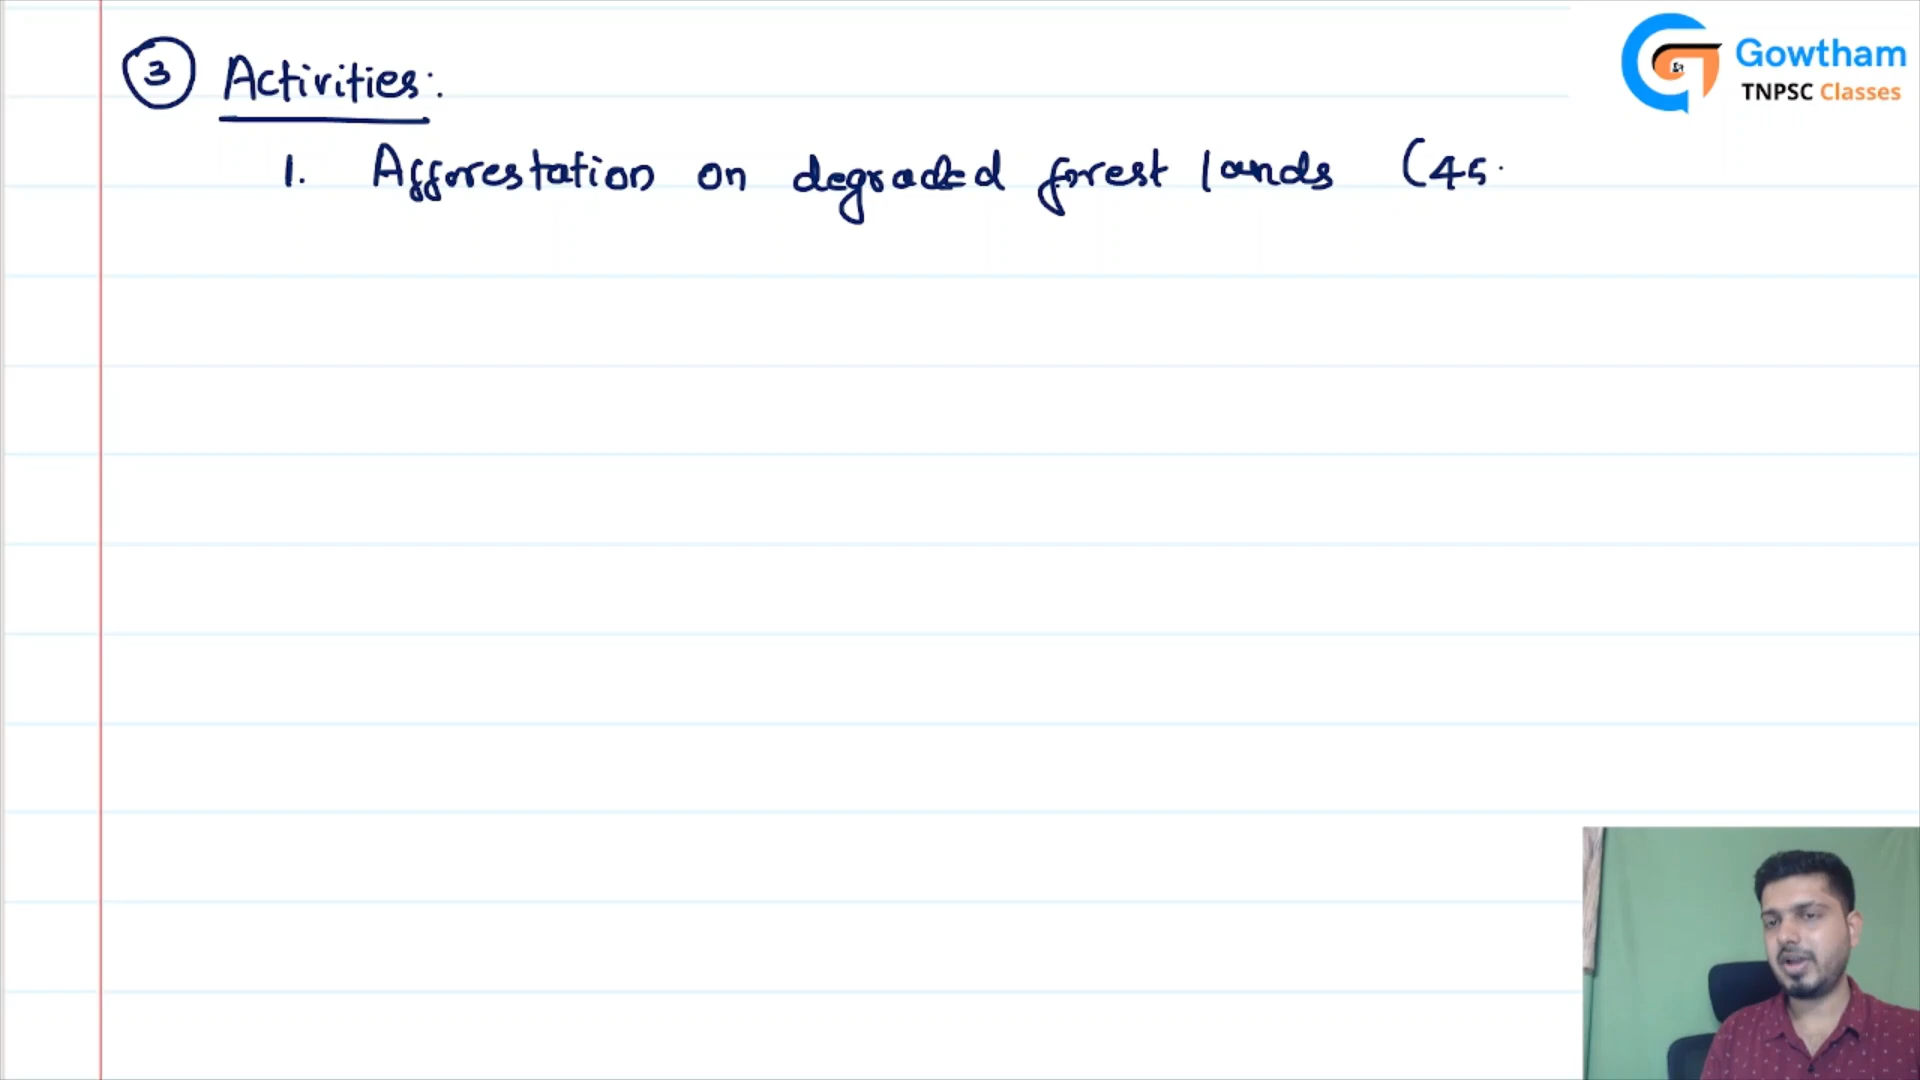 3 Activities:
1. Afforestation on degraded forest lands (45.
Gowtham
TNPSC Classes